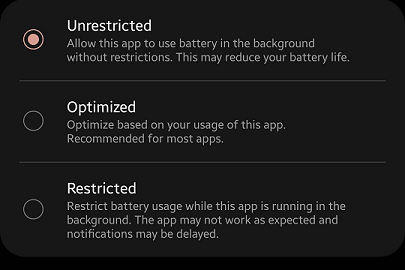 Unrestricted
Allow this app to use battery in the background
without restrictions. This may reduce your battery life.
Optimized
Optimize based on your usage of this app.
Recommended for most apps.
Restricted
Restrict battery usage while this app is running in the
background. The app may not work as expected and
notifications may be delayed.